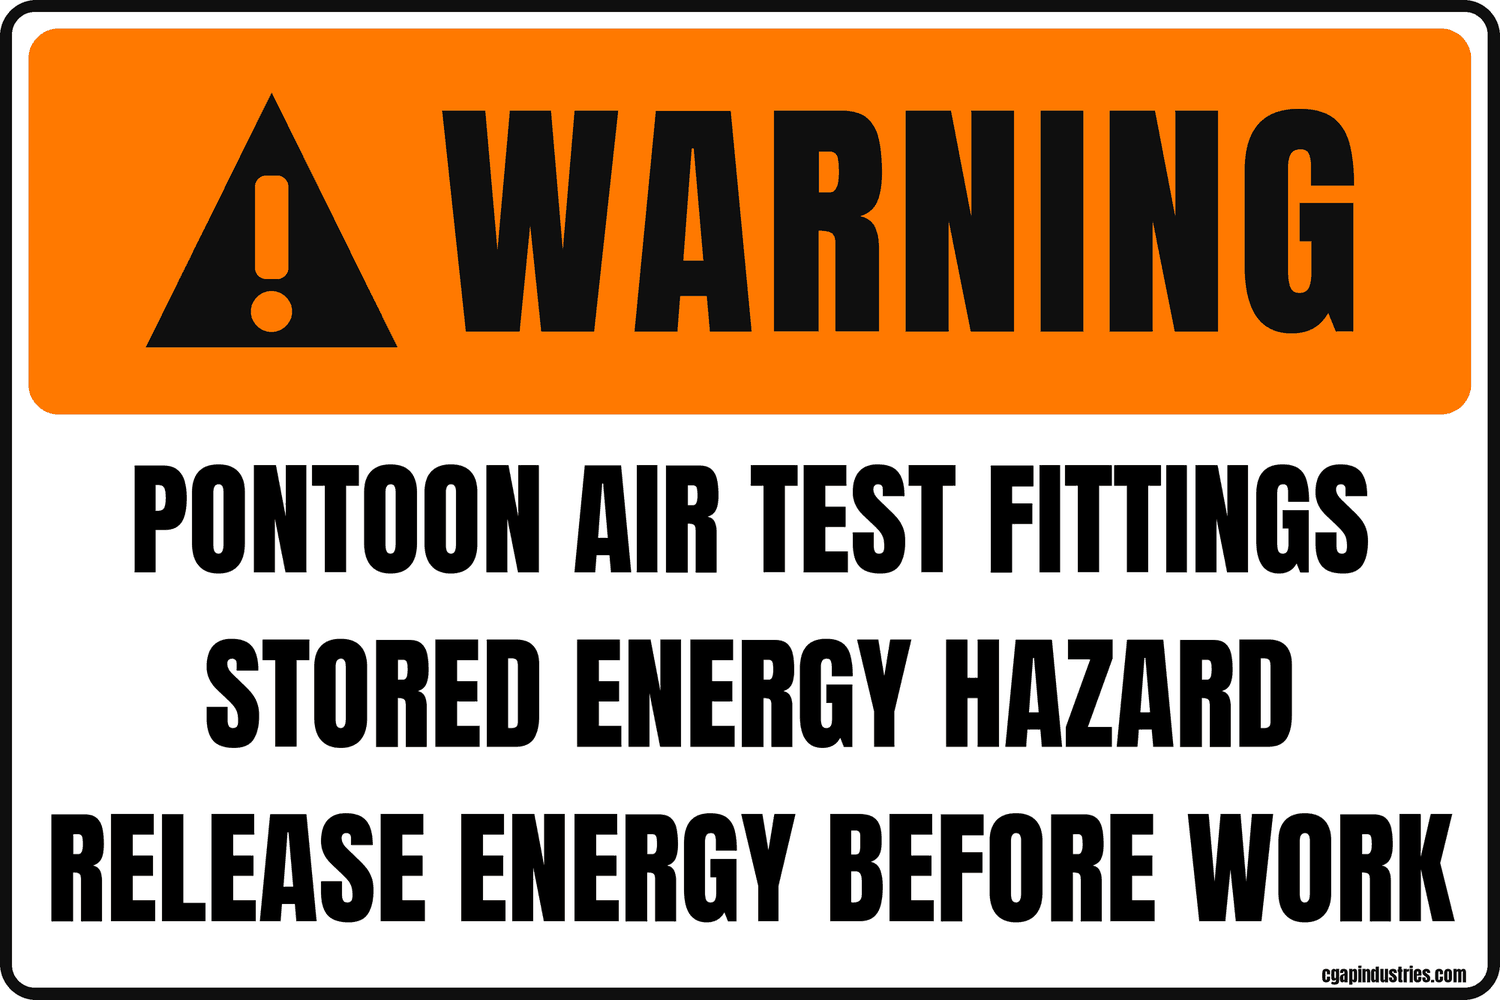 WARNING
PONTOON AIR TEST FITTINGS
STORED ENERGY HAZARD
RELEASE ENERGY BEFORE WORK
cgapindustries.com